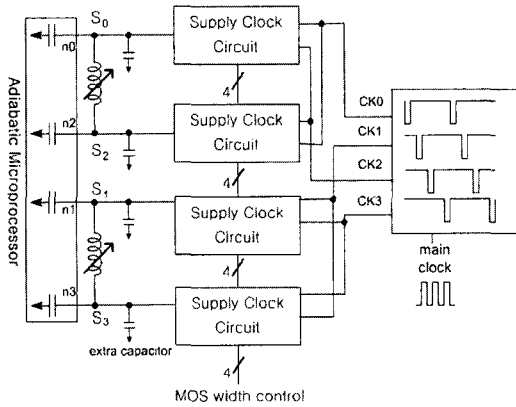 S0
n0
Supply Clock
Circuit
4
Adiabatic Microprocessor
n2
S2
Supply Clock
Circuit
4
n1
S1
Supply Clock
Circuit
4
n3
S3
Supply Clock
Circuit
extra capacitor
4
MOS width control
CK0
CK1
CK2
CK3
main
clock